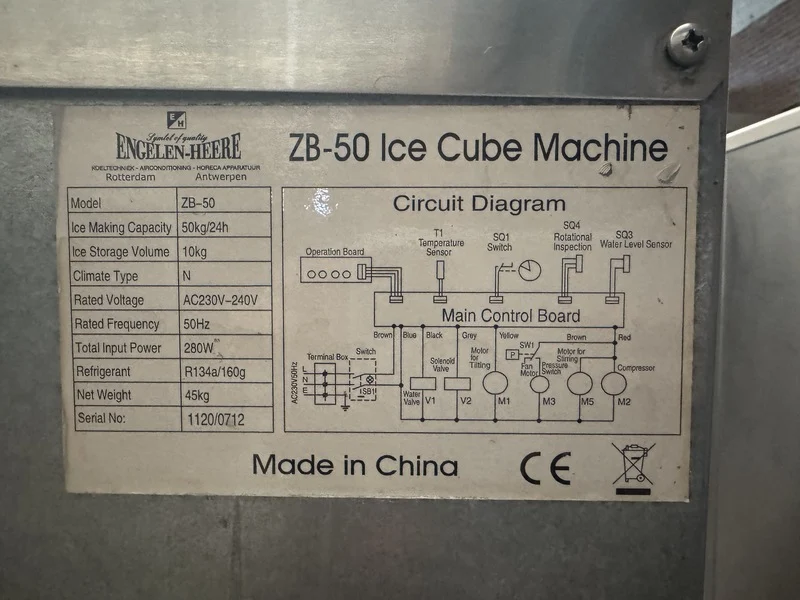 E
H
Symbol of quality
ENGELEN-HEERE
KOELTECHNIEK - AIRCONDITIONING - HORECA APPARATUUR
Rotterdam Antwerpen
ZB-50 Ice Cube Machine
Model ZB-50
Ice Making Capacity 50kg/24h
Ice Storage Volume 10kg
Climate Type N
Rated Voltage AC230V-240V
Rated Frequency 50Hz
Total Input Power 280W
Refrigerant R134a/160g
Net Weight 45kg
Serial No: 1120/0712
Circuit Diagram
Operation Board
T1
Temperature
Sensor
SQ1
Switch
SQ4
Rotational
Inspection
SQ3
Water Level Sensor
Main Control Board
Brown Blue Black Grey Yellow Brown Red
AC230V50Hz
Terminal Box
L
N
E
Switch
SB1
Water
Valve
V1
Solenoid
Valve
V2
Motor
for
Tilting
M1
SW1
P
Fan
Motor
Pressure
Switch
M3
Motor for
Sliming
M5
Compressor
M2
Made in China
CE